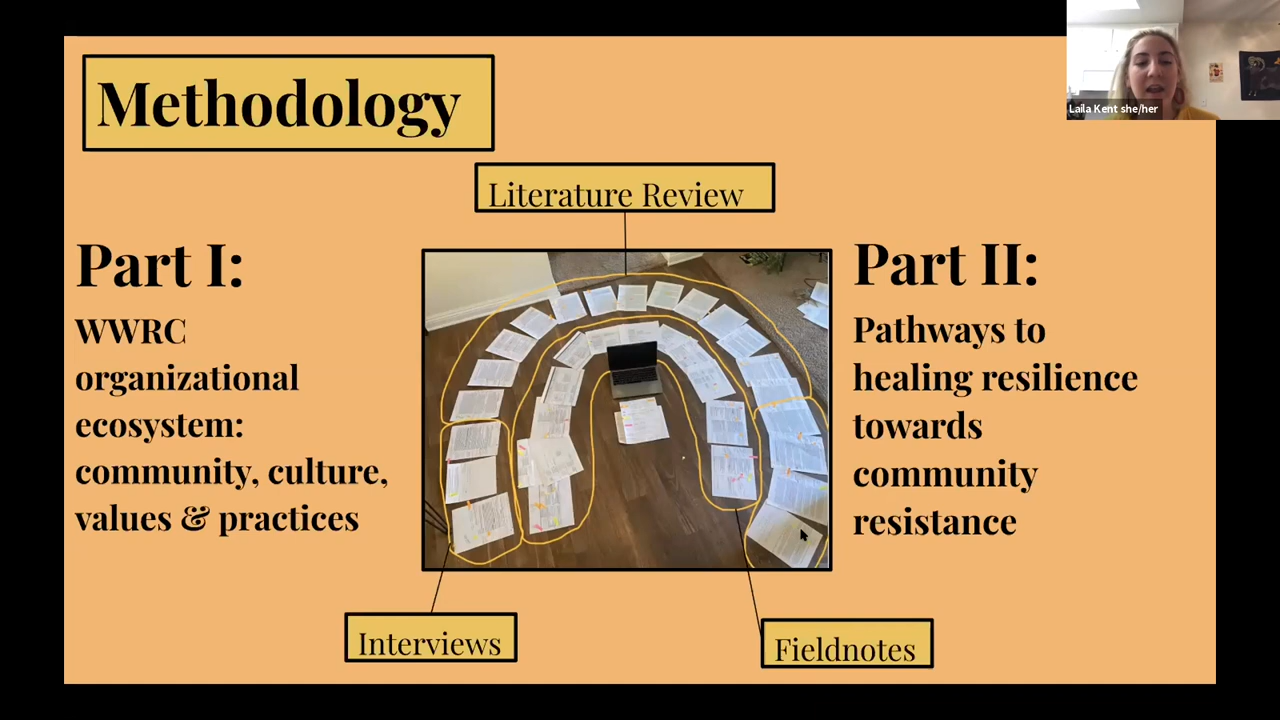 Methodology
Laila Kent she/her
Literature Review
Part I:
WWRC
organizational
ecosystem:
community, culture,
values & practices
Part II:
Pathways to
healing resilience
towards
community
resistance
Interviews
Fieldnotes